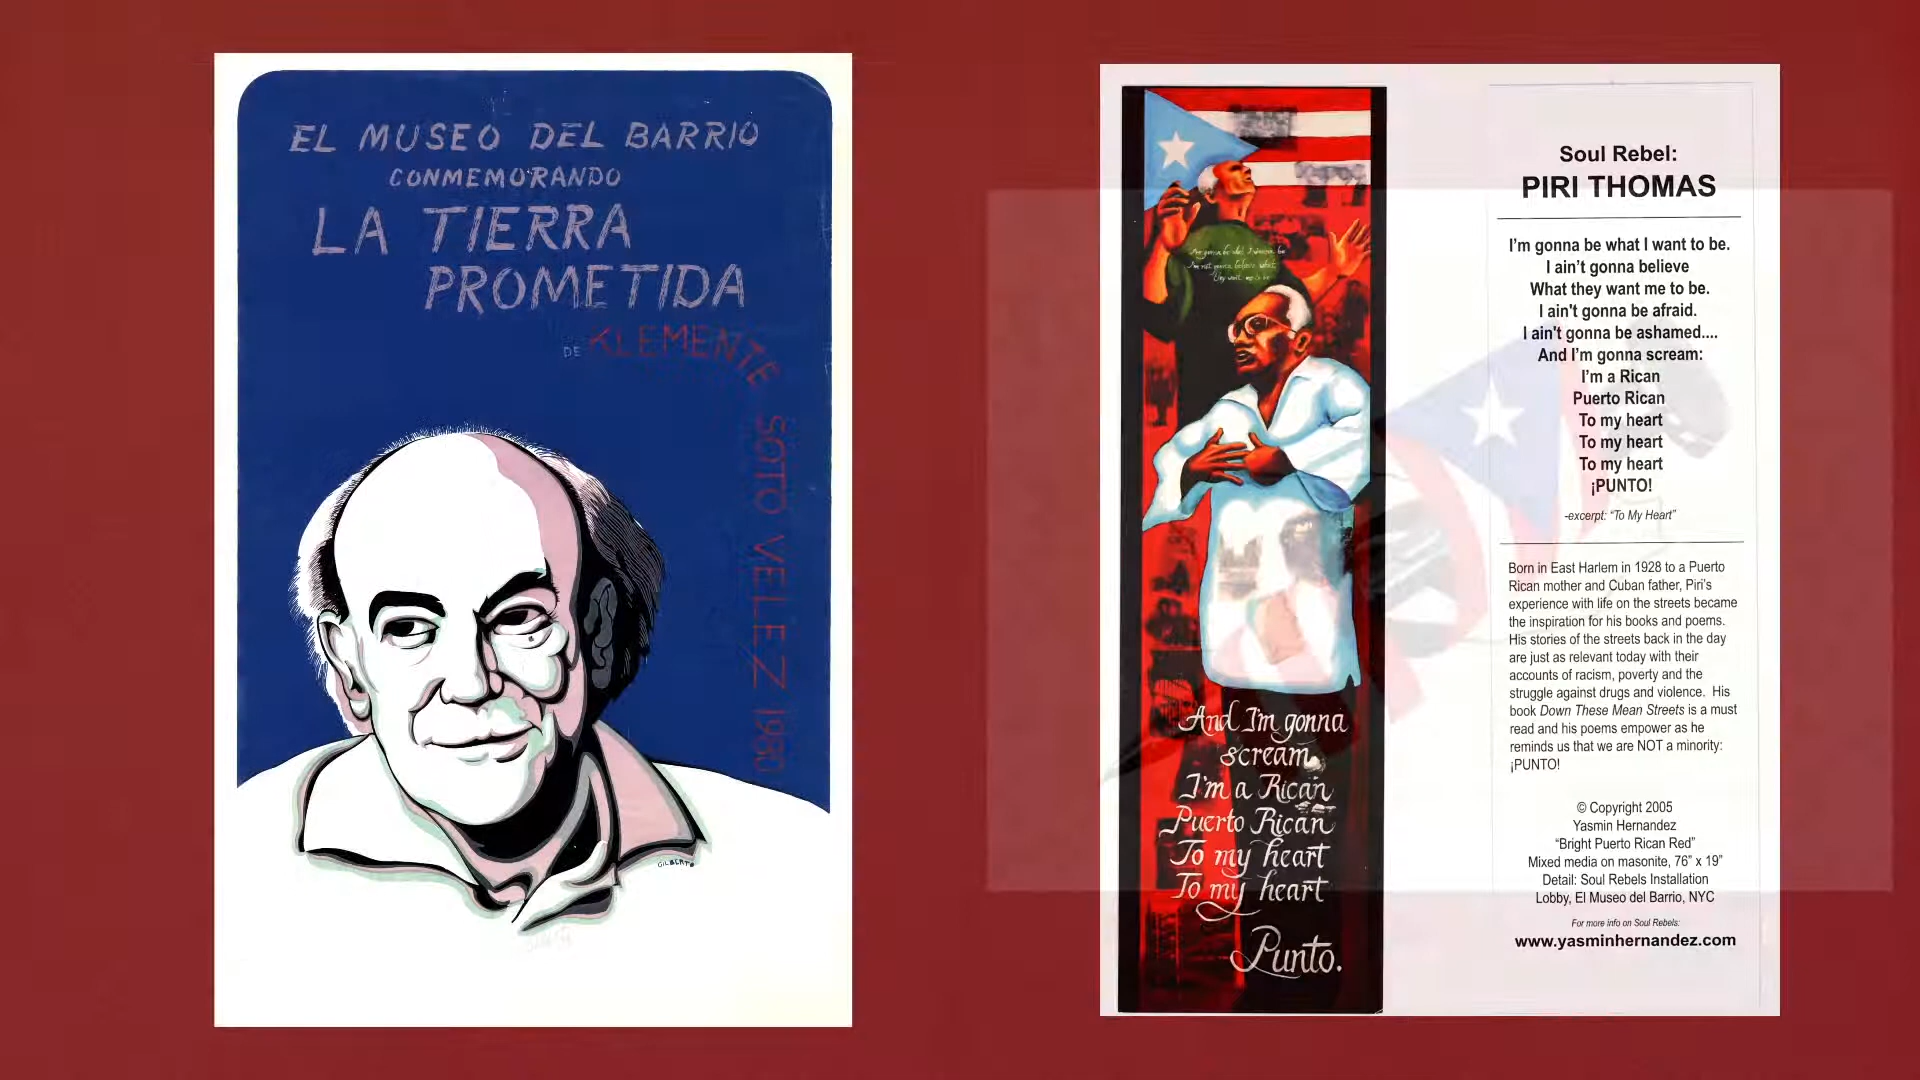 EL MUSEO DEL BARRIO
CONMEMORANDO
LA TIERRA
PROMETIDA
DE KLEMENTE SOTO VELEZ 1980
GILBERTO
And I'm gonna
scream
I'm a Rican
Puerto Rican
To my heart
To my heart
Punto.
Soul Rebel:
PIRI THOMAS
I'm gonna be what I want to be.
I ain't gonna believe
What they want me to be.
I ain't gonna be afraid.
I ain't gonna be ashamed....
And I'm gonna scream:
I'm a Rican
Puerto Rican
To my heart
To my heart
To my heart
¡PUNTO!
-excerpt: “To My Heart”
Born in East Harlem in 1928 to a Puerto
Rican mother and Cuban father, Piri's
experience with life on the streets became
the inspiration for his books and poems.
His stories of the streets back in the day
are just as relevant today with their
accounts of racism, poverty and the
struggle against drugs and violence. His
book Down These Mean Streets is a must
read and his poems empower as he
reminds us that we are NOT a minority:
¡PUNTO!
© Copyright 2005
Yasmin Hernandez
“Bright Puerto Rican Red”
Mixed media on masonite, 76” x 19”
Detail: Soul Rebels Installation
Lobby, El Museo del Barrio, NYC
For more info on Soul Rebels:
www.yasminhernandez.com